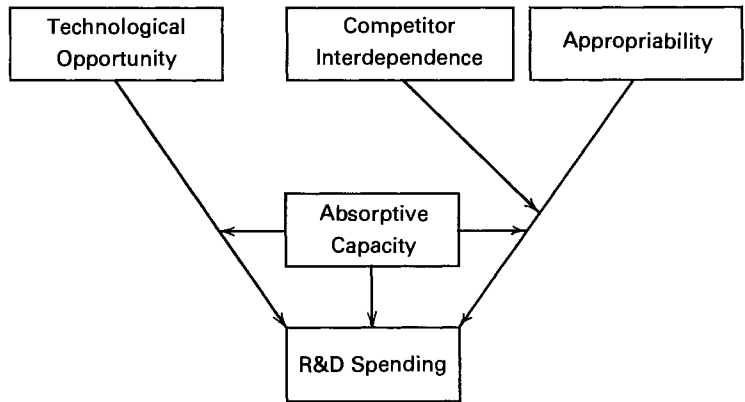 Technological
Opportunity
Competitor
Interdependence
Appropriability
Absorptive
Capacity
R&D Spending